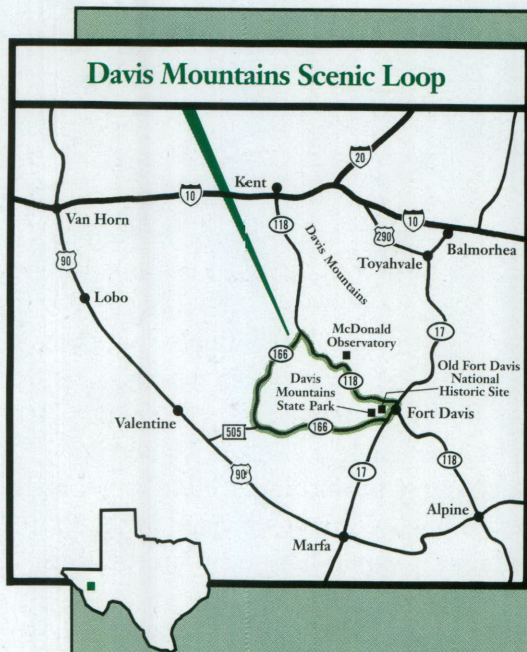 Davis Mountains Scenic Loop
20
Kent
10
118
10
Van Horn
290
Balmorhea
Davis Mountains
Toyahvale
90
Lobo
McDonald
Observatory
17
166
Old Fort Davis
National
Historic Site
118
Davis
Mountains
State Park
Fort Davis
Valentine
505
166
118
90
17
Alpine
Marfa